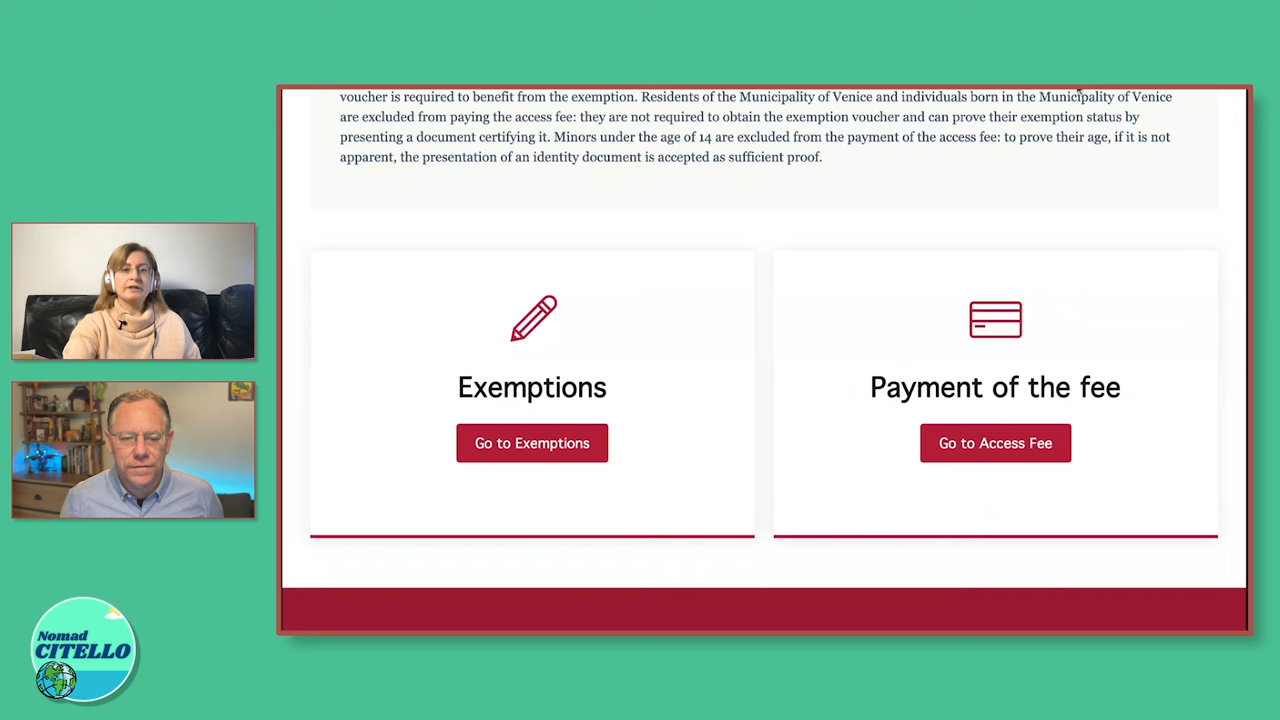 voucher is required to benefit from the exemption. Residents of the Municipality of Venice and individuals born in the Municipality of Venice
are excluded from paying the access fee: they are not required to obtain the exemption voucher and can prove their exemption status by
presenting a document certifying it. Minors under the age of 14 are excluded from the payment of the access fee: to prove their age, if it is not
apparent, the presentation of an identity document is accepted as sufficient proof.
Exemptions
Go to Exemptions
Payment of the fee
Go to Access Fee
Nomad
CITELLO